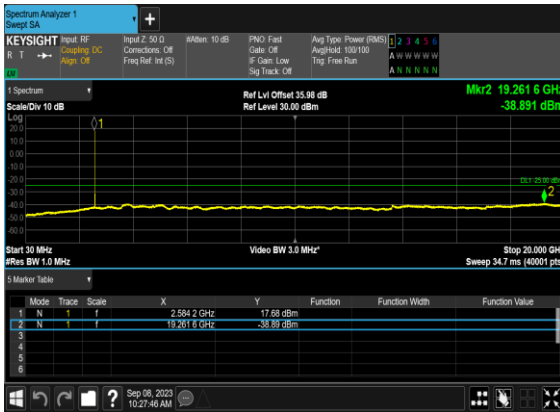 Spectrum Analyzer 1
Swept SA
+
KEYSIGHT
R T
LXI
Input: RF
Coupling: DC
Align: Off
Input Z: 50 Ω
Corrections: Off
Freq Ref: Int (S)
#Atten: 10 dB
PNO: Fast
Gate: Off
IF Gain: Low
Sig Track: Off
Avg Type: Power (RMS)
Avg|Hold: 100/100
Trig: Free Run
1 2 3 4 5 6
A W W W W W
A N N N N N
1 Spectrum
Scale/Div 10 dB
Ref Lvl Offset 35.98 dB
Ref Level 30.00 dBm
Mkr2 19.261 6 GHz
-38.891 dBm
Log
20.0
10.0
0.00
-10.0
-20.0
-30.0
-40.0
-50.0
-60.0
1
DL1 -25.00 dBm
2
Start 30 MHz
#Res BW 1.0 MHz
Video BW 3.0 MHz*
Stop 20.000 GHz
Sweep 34.7 ms (40001 pts)
5 Marker Table
Mode Trace Scale X Y Function Function Width Function Value
1 N 1 f 2.584 2 GHz 17.68 dBm
2 N 1 f 19.261 6 GHz -38.89 dBm
3
4
5
6
?
Sep 08, 2023
10:27:46 AM